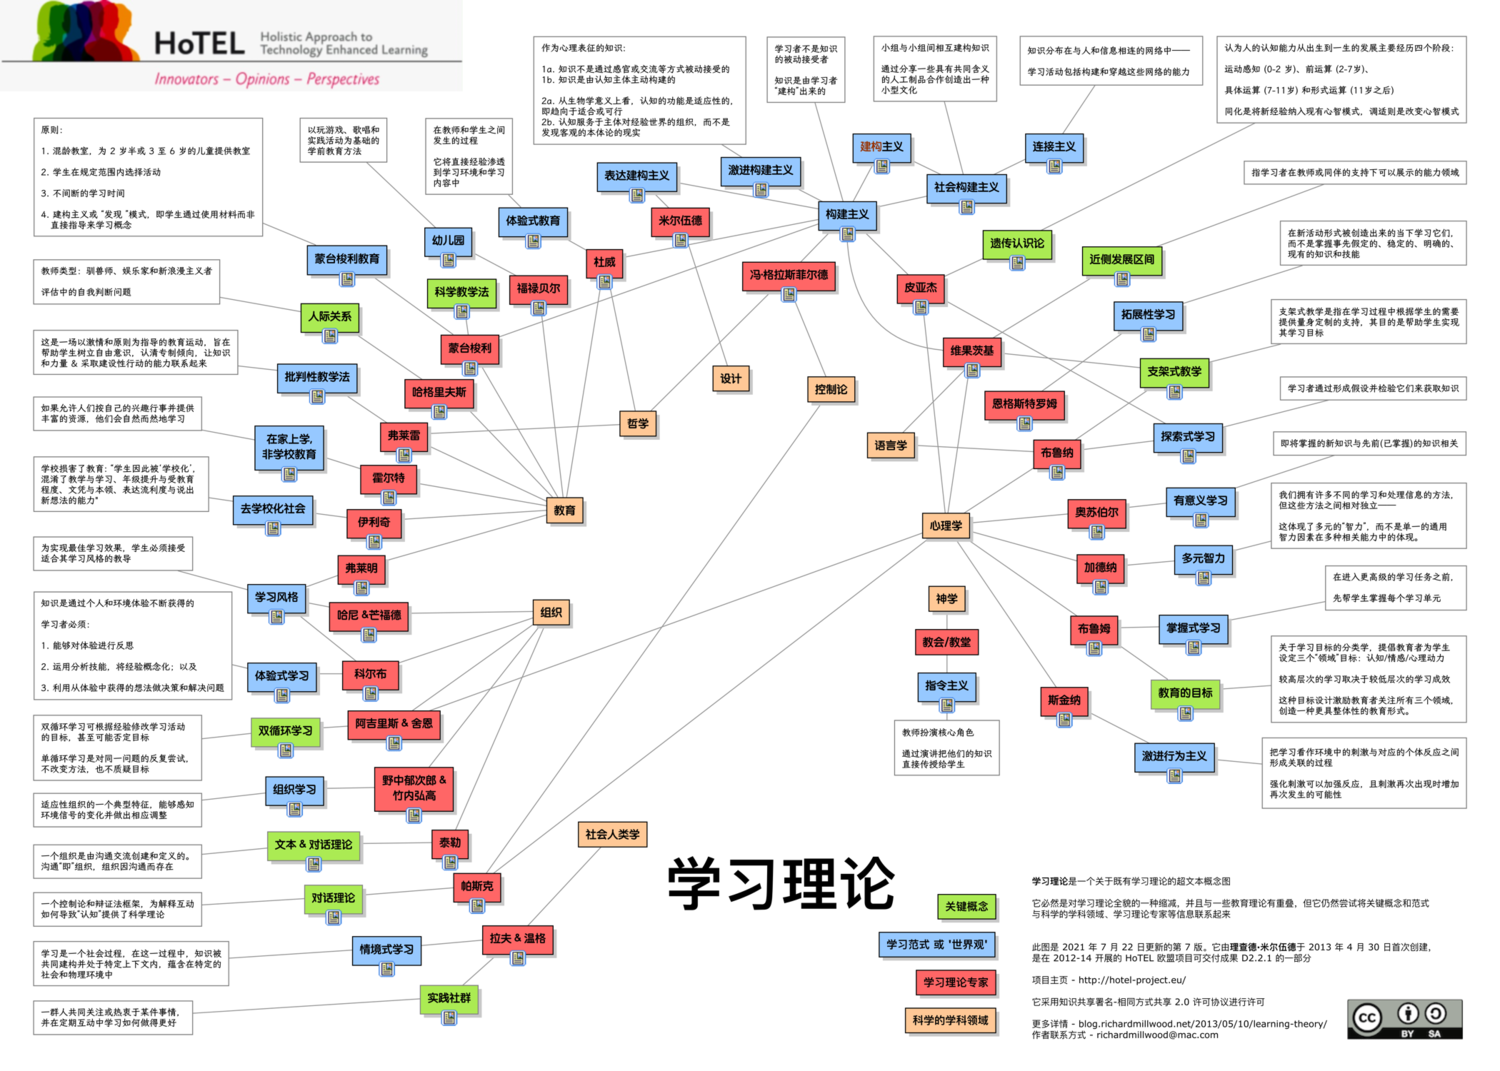 HoTEL
Holistic Approach to
Technology Enhanced Learning
Innovators – Opinions – Perspectives
作为心理表征的知识:
1a. 知识不是通过感官或交流等方式被动接受的
1b. 知识是由认知主体主动构建的
2a. 从生物学意义上看，认知的功能是适应性的，
即趋向于适合或可行
2b. 认知服务于主体对经验世界的组织，而不是
发现客观的本体论的现实
学习者不是知识
的被动接受者
知识是由学习者
"建构"出来的
小组与小组间相互建构知识
通过分享一些具有共同含义
的人工制品合作创造出一种
小型文化
知识分布在与人和信息相连的网络中——
学习活动包括构建和穿越这些网络的能力
认为人的认知能力从出生到一生的发展主要经历四个阶段:
运动感知 (0-2 岁)、前运算 (2-7岁)、
具体运算 (7-11岁) 和形式运算 (11岁之后)
同化是将新经验纳入现有心智模式，调适则是改变心智模式
原则:
1. 混龄教室，为 2 岁半或 3 至 6 岁的儿童提供教室
2. 学生在规定范围内选择活动
3. 不间断的学习时间
4. 建构主义或 "发现 "模式，即学生通过使用材料而非
直接指导来学习概念
以玩游戏、歌唱和
实践活动为基础的
学前教育方法
在教师和学生之间
发生的过程
它将直接经验渗透
到学习环境和学习
内容中
表达建构主义
激进构建主义
建构主义
连接主义
社会构建主义
指学习者在教师或同伴的支持下可以展示的能力领域
体验式教育
米尔伍德
构建主义
幼儿园
遗传认识论
在新活动形式被创造出来的当下学习它们，
而不是掌握事先假定的、稳定的、明确的、
现有的知识和技能
蒙台梭利教育
杜威
冯·格拉斯菲尔德
近侧发展区间
教师类型: 驯兽师、娱乐家和新浪漫主义者
评估中的自我判断问题
科学教学法
福禄贝尔
皮亚杰
人际关系
拓展性学习
支架式教学是指在学习过程中根据学生的需要
提供量身定制的支持，其目的是帮助学生实现
其学习目标
这是一场以激情和原则为指导的教育运动，旨在
帮助学生树立自由意识，认清专制倾向，让知识
和力量 & 采取建设性行动的能力联系起来
蒙台梭利
维果茨基
批判性教学法
设计
控制论
支架式教学
哈格里夫斯
恩格斯特罗姆
学习者通过形成假设并检验它们来获取知识
如果允许人们按自己的兴趣行事并提供
丰富的资源，他们会自然而然地学习
哲学
在家上学,
非学校教育
弗莱雷
语言学
布鲁纳
探索式学习
即将掌握的新知识与先前(已掌握)的知识相关
学校损害了教育: "学生因此被'学校化'，
混淆了教学与学习、年级提升与受教育
程度、文凭与本领、表达流利度与说出
新想法的能力"
霍尔特
去学校化社会
伊利奇
教育
心理学
奥苏伯尔
有意义学习
我们拥有许多不同的学习和处理信息的方法，
但这些方法之间相对独立——
这体现了多元的"智力"，而不是单一的通用
智力因素在多种相关能力中的体现。
为实现最佳学习效果，学生必须接受
适合其学习风格的教导
弗莱明
加德纳
多元智力
学习风格
哈尼 &芒福德
组织
神学
在进入更高级的学习任务之前，
先帮学生掌握每个学习单元
知识是通过个人和环境体验不断获得的
学习者必须:
1. 能够对体验进行反思
2. 运用分析技能，将经验概念化; 以及
3. 利用从体验中获得的想法做决策和解决问题
教会/教堂
布鲁姆
掌握式学习
体验式学习
科尔布
指令主义
关于学习目标的分类学，提倡教育者为学生
设定三个"领域"目标: 认知/情感/心理动力
较高层次的学习取决于较低层次的学习成效
这种目标设计激励教育者关注所有三个领域，
创造一种更具整体性的教育形式。
斯金纳
教育的目标
双循环学习可根据经验修改学习活动
的目标，甚至可能否定目标
单循环学习是对同一问题的反复尝试，
不改变方法，也不质疑目标
双循环学习
阿吉里斯 & 舍恩
教师扮演核心角色
通过演讲把他们的知识
直接传授给学生
激进行为主义
把学习看作环境中的刺激与对应的个体反应之间
形成关联的过程
强化刺激可以加强反应，且刺激再次出现时增加
再次发生的可能性
组织学习
野中郁次郎 &
竹内弘高
适应性组织的一个典型特征，能够感知
环境信号的变化并做出相应调整
社会人类学
文本 & 对话理论
泰勒
一个组织是由沟通交流创建和定义的。
沟通"即"组织，组织因沟通而存在
对话理论
帕斯克
一个控制论和辩证法框架，为解释互动
如何导致"认知"提供了科学理论
情境式学习
拉夫 & 温格
学习是一个社会过程，在这一过程中，知识被
共同建构并处于特定上下文内，蕴含在特定的
社会和物理环境中
实践社群
一群人共同关注或热衷于某件事情，
并在定期互动中学习如何做得更好
学习理论
关键概念
学习范式 或 '世界观'
学习理论专家
科学的学科领域
学习理论是一个关于既有学习理论的超文本概念图
它必然是对学习理论全貌的一种缩减，并且与一些教育理论有重叠，但它仍然尝试将关键概念和范式
与科学的学科领域、学习理论专家等信息联系起来
此图是 2021 年 7 月 22 日更新的第 7 版。它由理查德·米尔伍德于 2013 年 4 月 30 日首次创建，
是在 2012-14 开展的 HoTEL 欧盟项目可交付成果 D2.2.1 的一部分
项目主页 - http://hotel-project.eu/
它采用知识共享署名-相同方式共享 2.0 许可协议进行许可
更多详情 - blog.richardmillwood.net/2013/05/10/learning-theory/
作者联系方式 - richardmillwood@mac.com
cc
BY SA